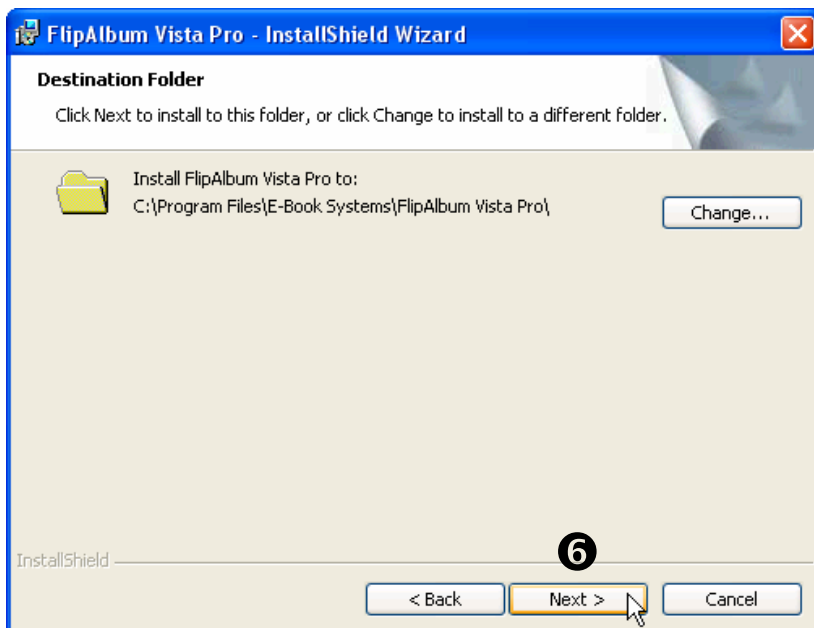 FlipAlbum Vista Pro - InstallShield Wizard
Destination Folder
Click Next to install to this folder, or click Change to install to a different folder.
Install FlipAlbum Vista Pro to:
C:\Program Files\E-Book Systems\FlipAlbum Vista Pro\
Change...
InstallShield
6
< Back
Next >
Cancel